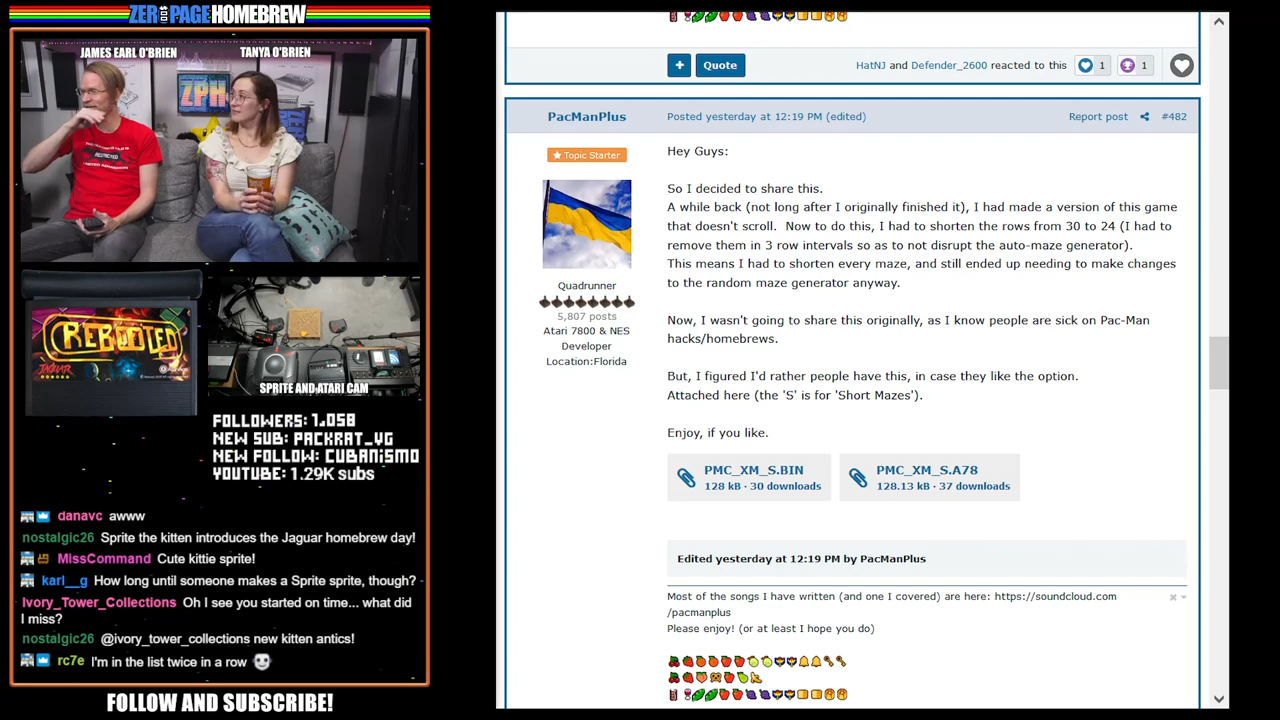 ZERO PAGE HOMEBREW
JAMES EARL O'BRIEN
TANYA O'BRIEN
RESTRICTED
ZPH
REBOOTED
JAGUAR
SPRITE AND ATARI CAM
FOLLOWERS: 1,058
NEW SUB: PACKRAT_VG
NEW FOLLOW: CUBANISMO
YOUTUBE: 1.29K subs
danavc awww
nostalgic26 Sprite the kitten introduces the Jaguar homebrew day!
MissCommand Cute kittie sprite!
karl__g How long until someone makes a Sprite sprite, though?
Ivory_Tower_Collections Oh I see you started on time... what did
I miss?
nostalgic26 @ivory_tower_collections new kitten antics!
rc7e I'm in the list twice in a row
FOLLOW AND SUBSCRIBE!
+ Quote
HatNJ and Defender_2600 reacted to this 1 1
PacManPlus
Posted yesterday at 12:19 PM (edited)
Report post #482
Topic Starter
Quadrunner
5,807 posts
Atari 7800 & NES
Developer
Location:Florida
Hey Guys:
So I decided to share this.
A while back (not long after I originally finished it), I had made a version of this game
that doesn't scroll. Now to do this, I had to shorten the rows from 30 to 24 (I had to
remove them in 3 row intervals so as to not disrupt the auto-maze generator).
This means I had to shorten every maze, and still ended up needing to make changes
to the random maze generator anyway.
Now, I wasn't going to share this originally, as I know people are sick on Pac-Man
hacks/homebrews.
But, I figured I'd rather people have this, in case they like the option.
Attached here (the 'S' is for 'Short Mazes').
Enjoy, if you like.
PMC_XM_S.BIN
128 kB · 30 downloads
PMC_XM_S.A78
128.13 kB · 37 downloads
Edited yesterday at 12:19 PM by PacManPlus
Most of the songs I have written (and one I covered) are here: https://soundcloud.com
/pacmanplus
Please enjoy! (or at least I hope you do)